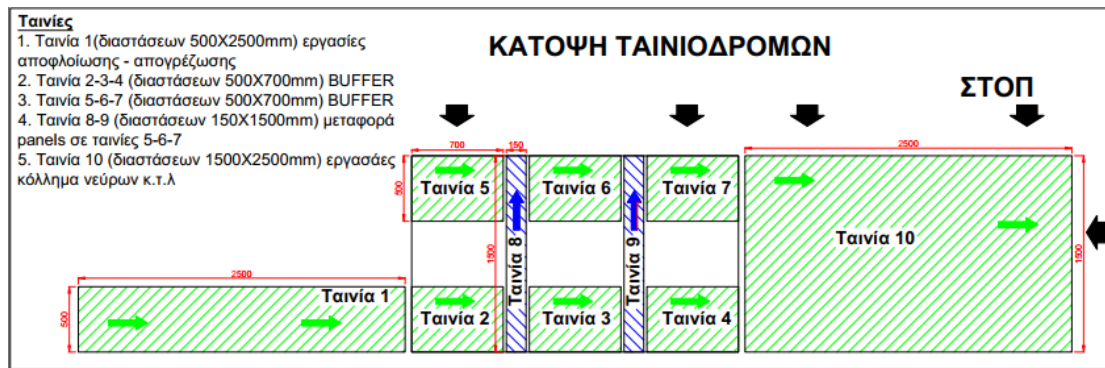 Ταινίες
1. Ταινία 1(διαστάσεων 500X2500mm) εργασίες
αποφλοίωσης - απογρέζωσης
2. Ταινία 2-3-4 (διαστάσεων 500X700mm) BUFFER
3. Ταινία 5-6-7 (διαστάσεων 500X700mm) BUFFER
4. Ταινία 8-9 (διαστάσεων 150X1500mm) μεταφορά
panels σε ταινίες 5-6-7
5. Ταινία 10 (διαστάσεων 1500X2500mm) εργασάες
κόλλημα νεύρων κ.τ.λ
ΚΑΤΟΨΗ ΤΑΙΝΙΟΔΡΟΜΩΝ
ΣΤΟΠ
700
150
2500
500
Ταινία 5
Ταινία 6
Ταινία 7
1500
Ταινία 8
Ταινία 9
Ταινία 10
1500
2500
Ταινία 1
500
Ταινία 2
Ταινία 3
Ταινία 4